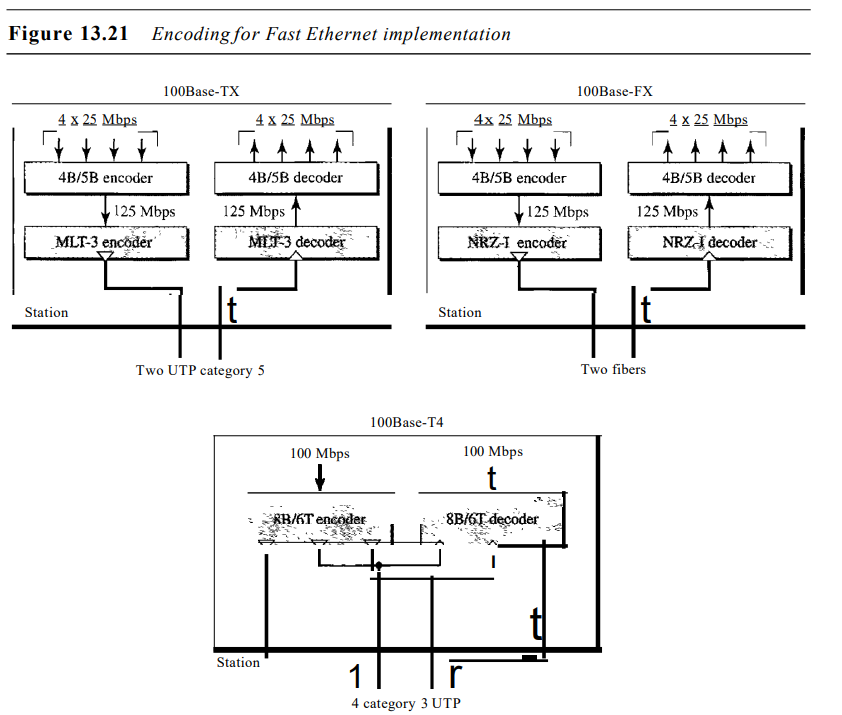 Figure 13.21 Encoding for Fast Ethernet implementation
100Base-TX
4 x 25 Mbps 4 x 25 Mbps
4B/5B encoder 4B/5B decoder
125 Mbps 125 Mbps
MLT-3 encoder MLT-3 decoder
t
Station
Two UTP category 5
100Base-FX
4x 25 Mbps 4 x 25 Mbps
4B/5B encoder 4B/5B decoder
125 Mbps 125 Mbps
NRZ-I encoder NRZ-I decoder
t
Station
Two fibers
100Base-T4
100 Mbps 100 Mbps
t
8B/6T encoder 8B/6T decoder
t
Station
1 r
4 category 3 UTP